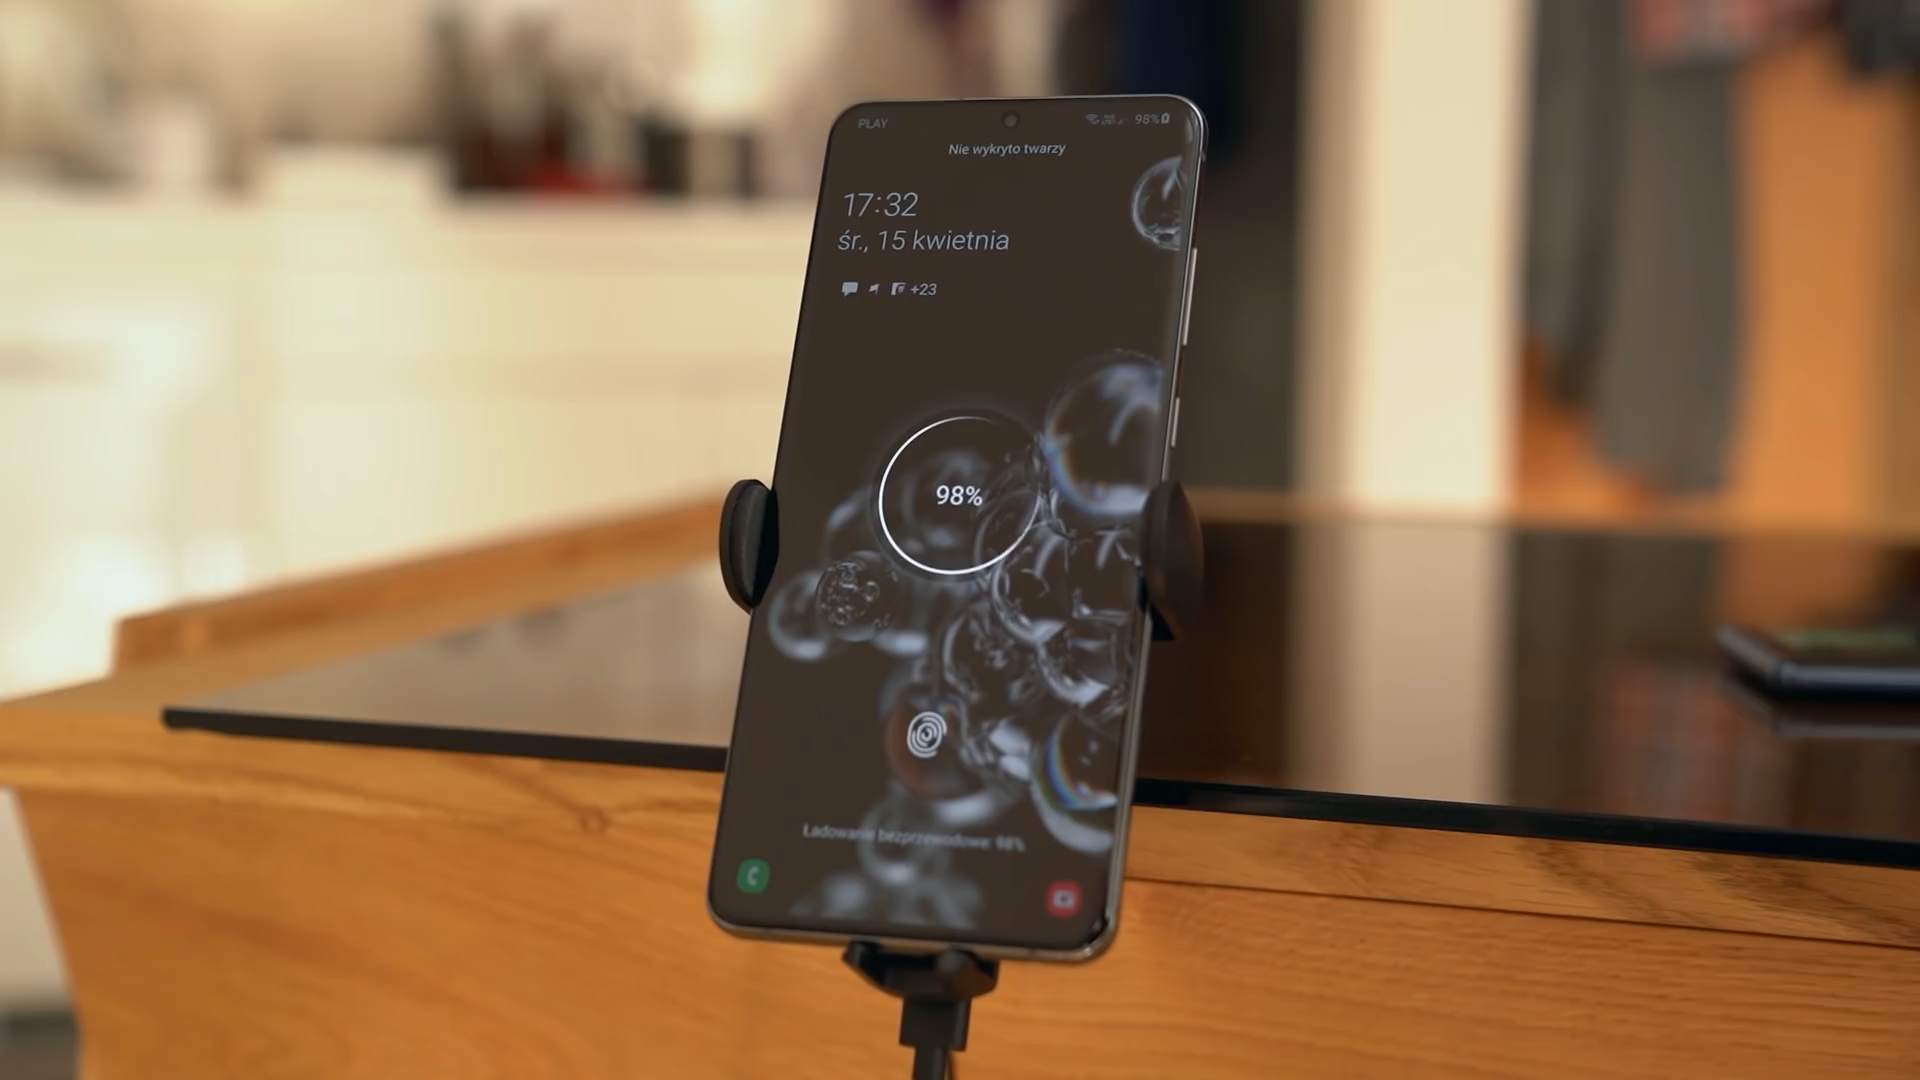 PLAY 98%
Nie wykryto twarzy
17:32
śr., 15 kwietnia
+23
98%
Ładowanie bezprzewodowe: 98%